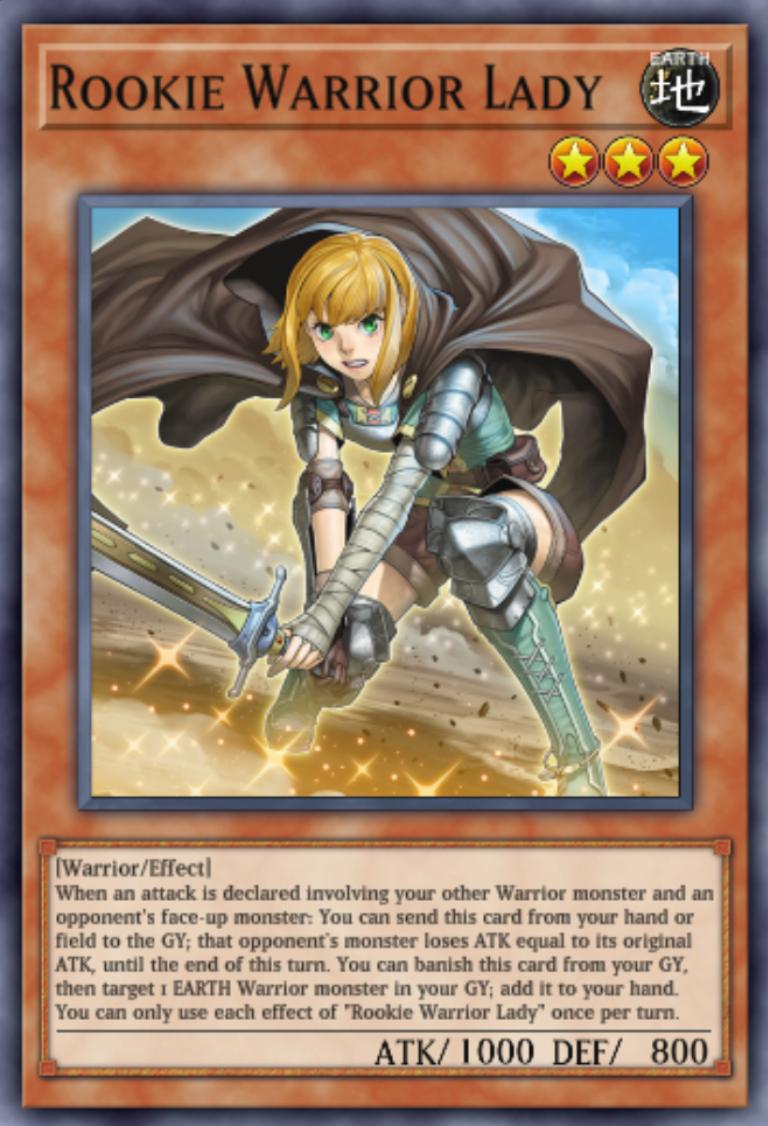 ROOKIE WARRIOR LADY
EARTH
地
[Warrior/Effect]
When an attack is declared involving your other Warrior monster and an
opponent's face-up monster: You can send this card from your hand or
field to the GY; that opponent's monster loses ATK equal to its original
ATK, until the end of this turn. You can banish this card from your GY,
then target 1 EARTH Warrior monster in your GY; add it to your hand.
You can only use each effect of "Rookie Warrior Lady" once per turn.
ATK/ 1000 DEF/ 800